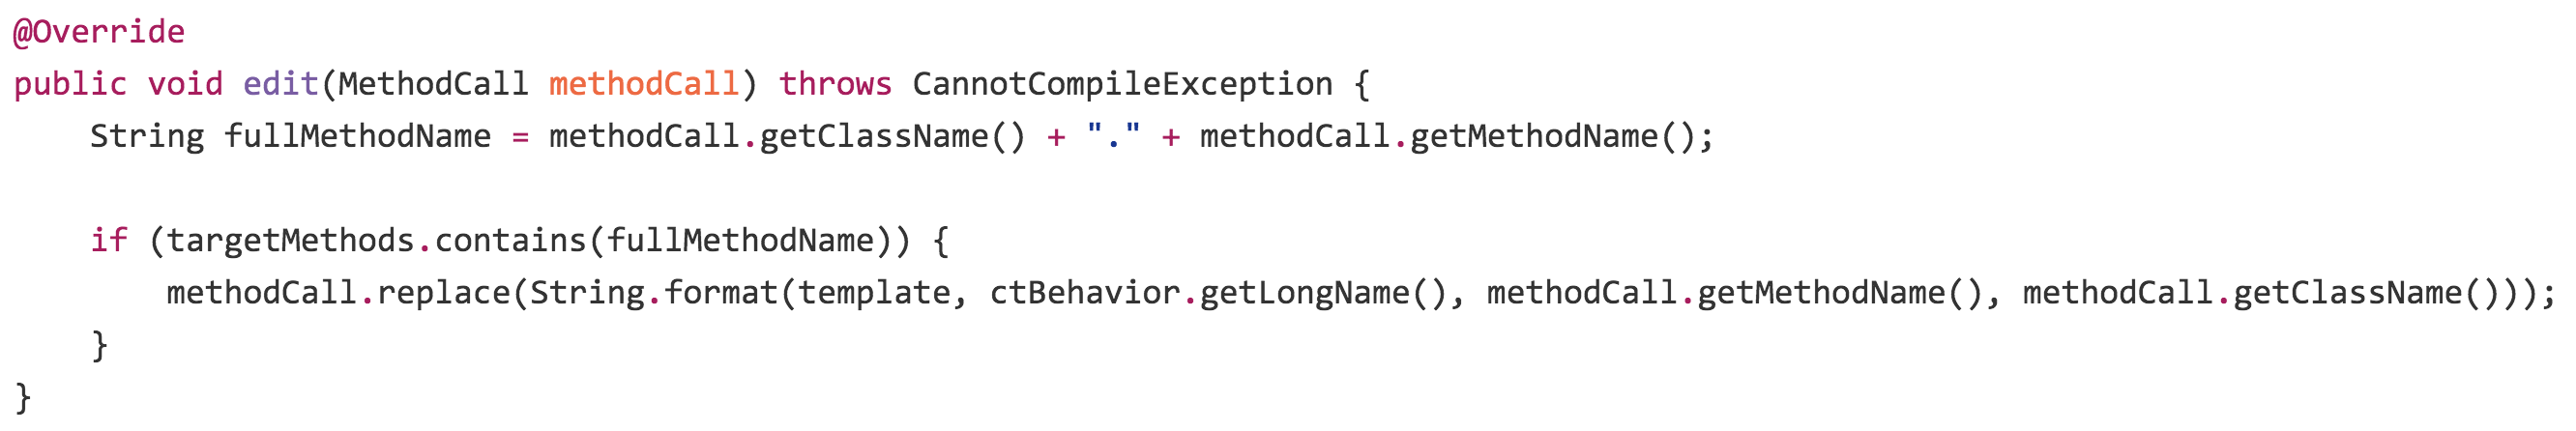 @Override
public void edit(MethodCall methodCall) throws CannotCompileException {
    String fullMethodName = methodCall.getClassName() + "." + methodCall.getMethodName();

    if (targetMethods.contains(fullMethodName)) {
        methodCall.replace(String.format(template, ctBehavior.getLongName(), methodCall.getMethodName(), methodCall.getClassName()));
    }
}